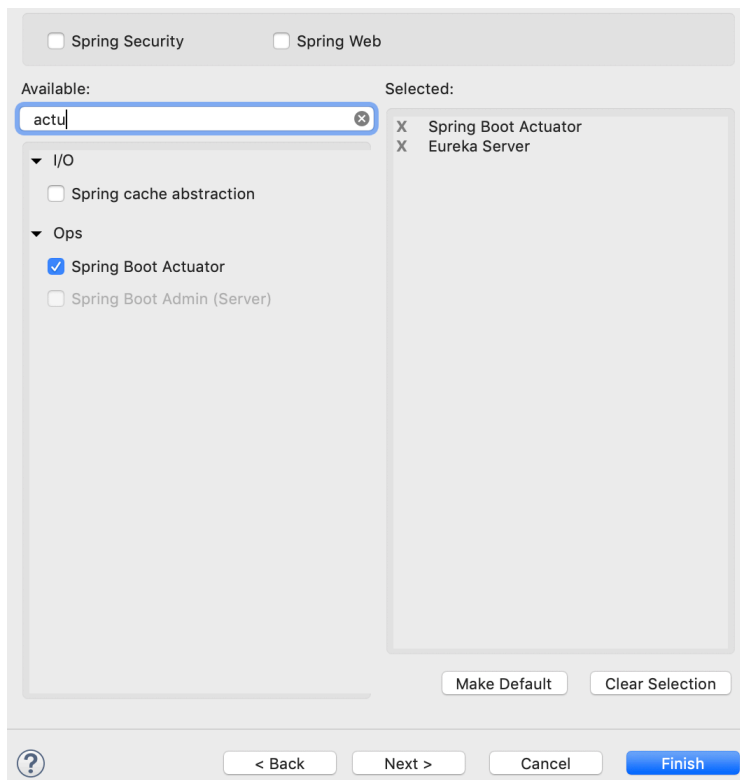 Spring Security
Spring Web
Available:
actu
I/O
Spring cache abstraction
Ops
Spring Boot Actuator
Spring Boot Admin (Server)
Selected:
X Spring Boot Actuator
X Eureka Server
Make Default
Clear Selection
?
< Back
Next >
Cancel
Finish